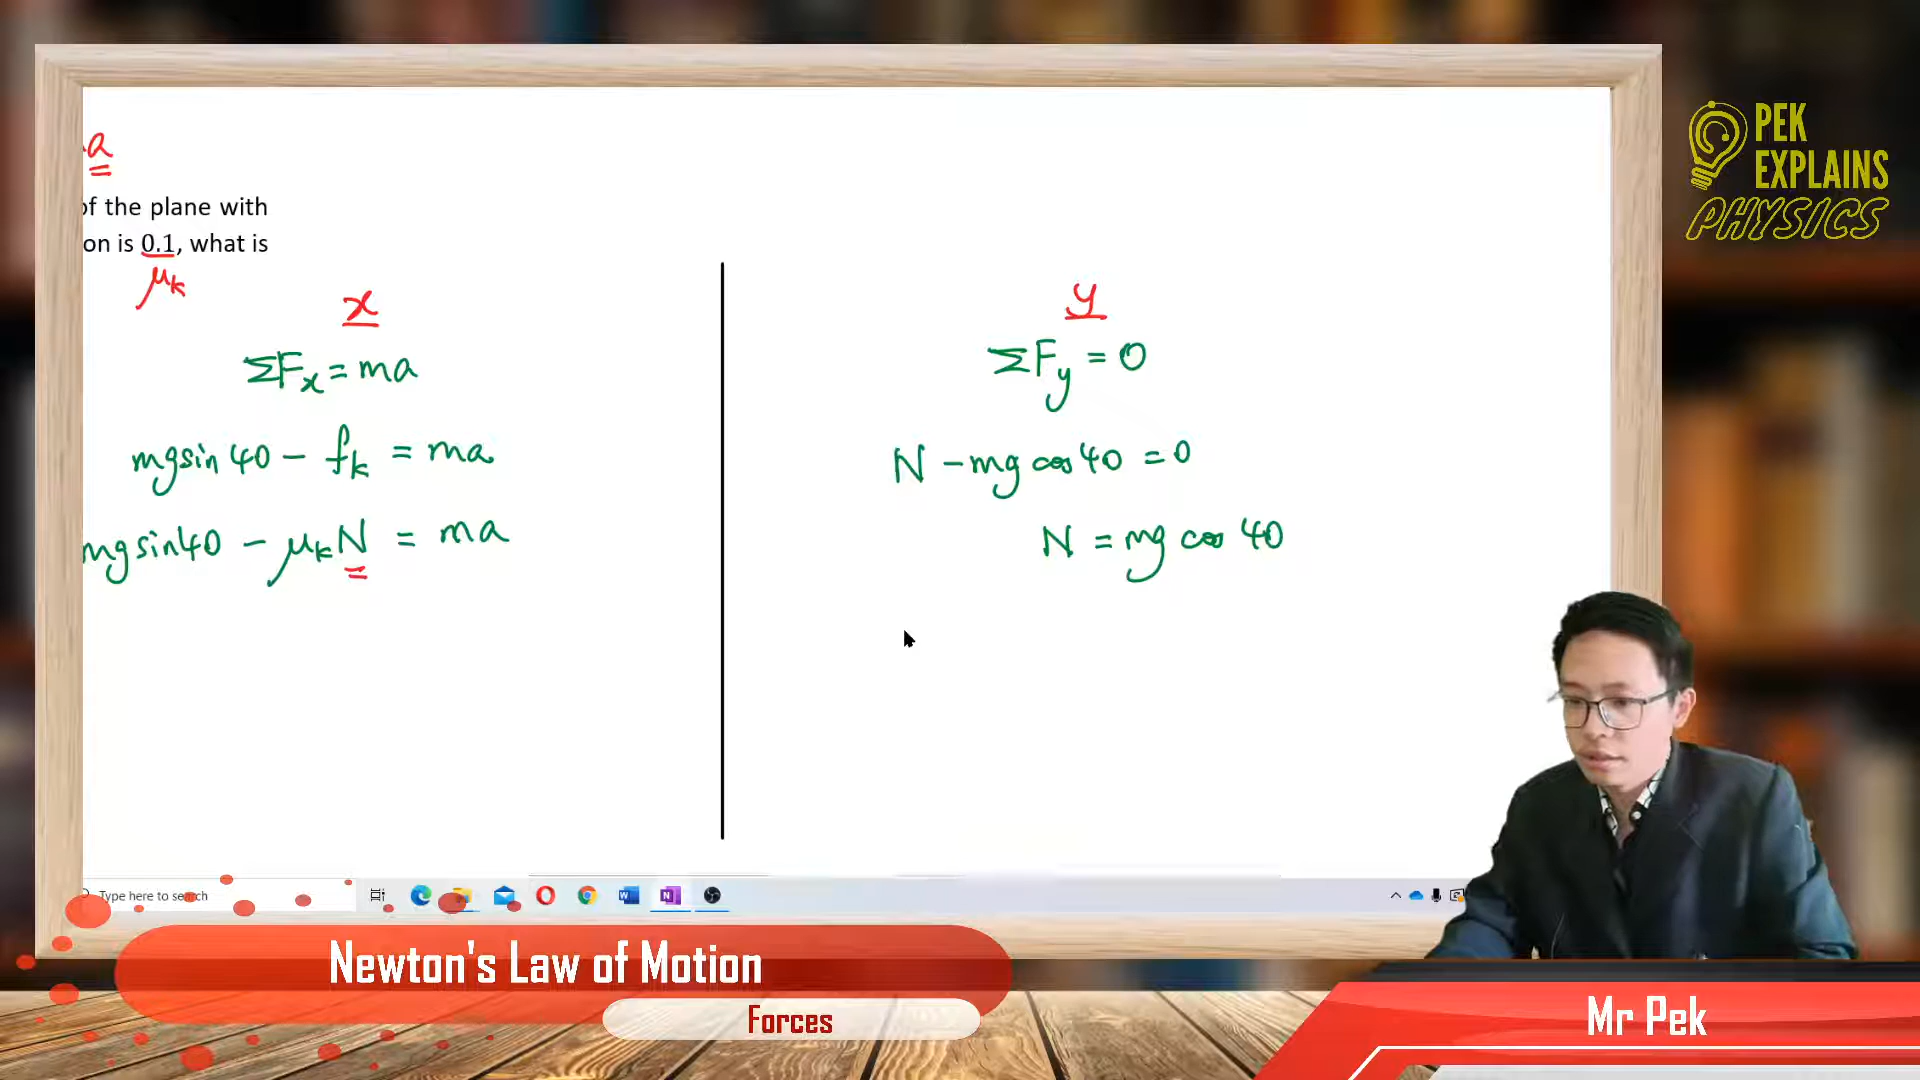 a
of the plane with
on is 0.1, what is
μk
x
ΣFx = ma
mgsin 40 − fk = ma
mgsin40 − μkN = ma
y
ΣFy = 0
N − mg cos 40 = 0
N = mg cos 40
PEK
EXPLAINS
PHYSICS
Type here to search
Newton's Law of Motion
Forces
Mr Pek